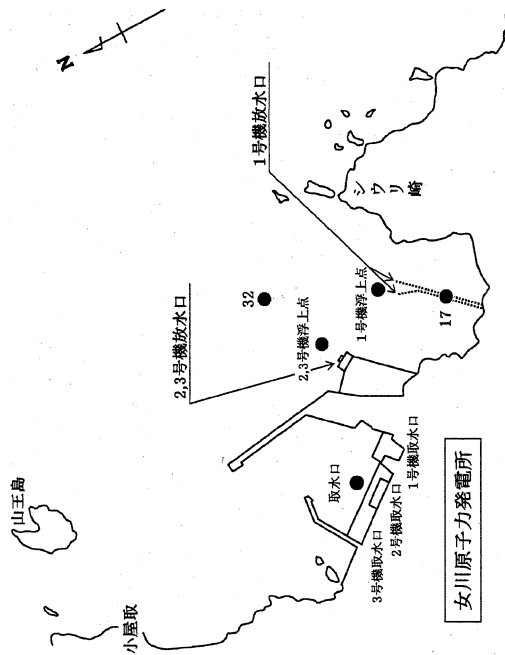 N
1号機放水口
シウリ崎
2,3号機放水口
32
1号機浮上点
2,3号機浮上点
17
山王島
取水口
1号機取水口
2号機取水口
3号機取水口
小屋取
女川原子力発電所